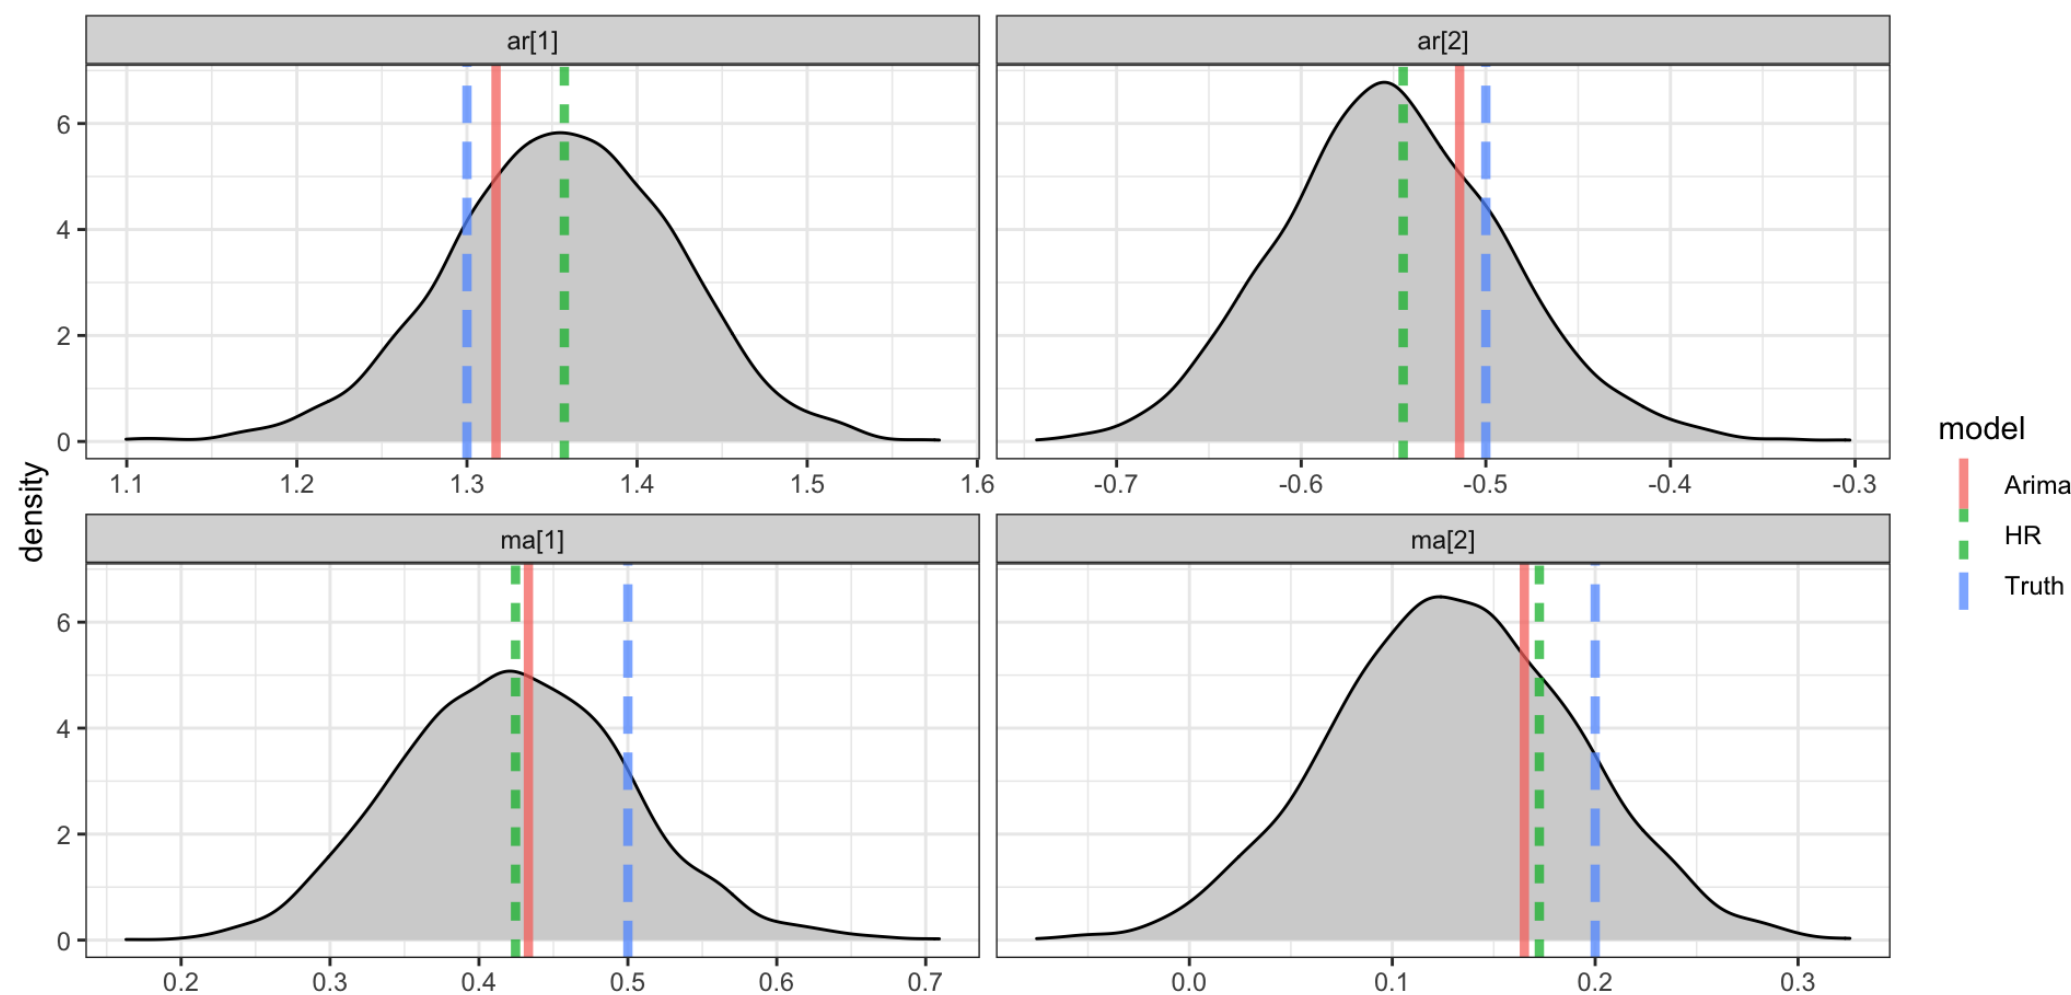 ar[1]
ar[2]
6
4
2
0
1.1 1.2 1.3 1.4 1.5 1.6
-0.7 -0.6 -0.5 -0.4 -0.3
density
ma[1]
ma[2]
6
4
2
0
0.2 0.3 0.4 0.5 0.6 0.7
0.0 0.1 0.2 0.3
model
Arima
HR
Truth